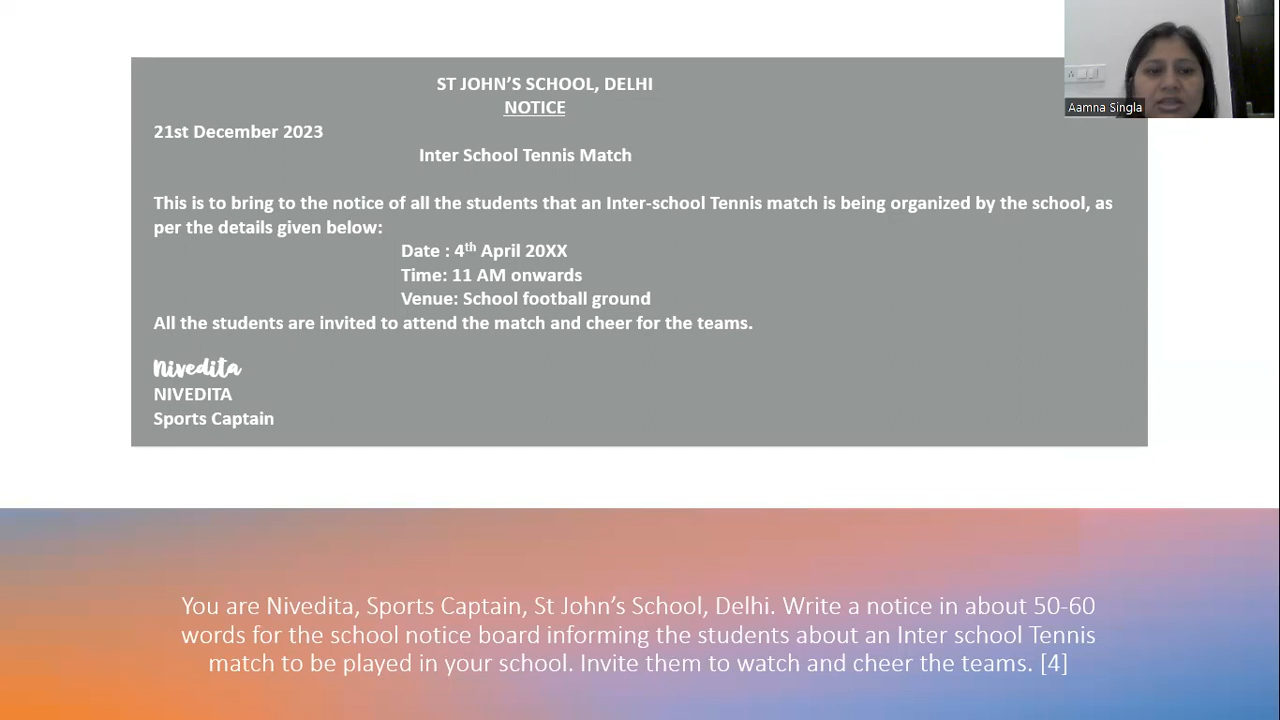 ST JOHN'S SCHOOL, DELHI
NOTICE
21st December 2023
Inter School Tennis Match
This is to bring to the notice of all the students that an Inter-school Tennis match is being organized by the school, as
per the details given below:
Date : 4th April 20XX
Time: 11 AM onwards
Venue: School football ground
All the students are invited to attend the match and cheer for the teams.
Nivedita
NIVEDITA
Sports Captain
Aamna Singla
You are Nivedita, Sports Captain, St John's School, Delhi. Write a notice in about 50-60
words for the school notice board informing the students about an Inter school Tennis
match to be played in your school. Invite them to watch and cheer the teams. [4]